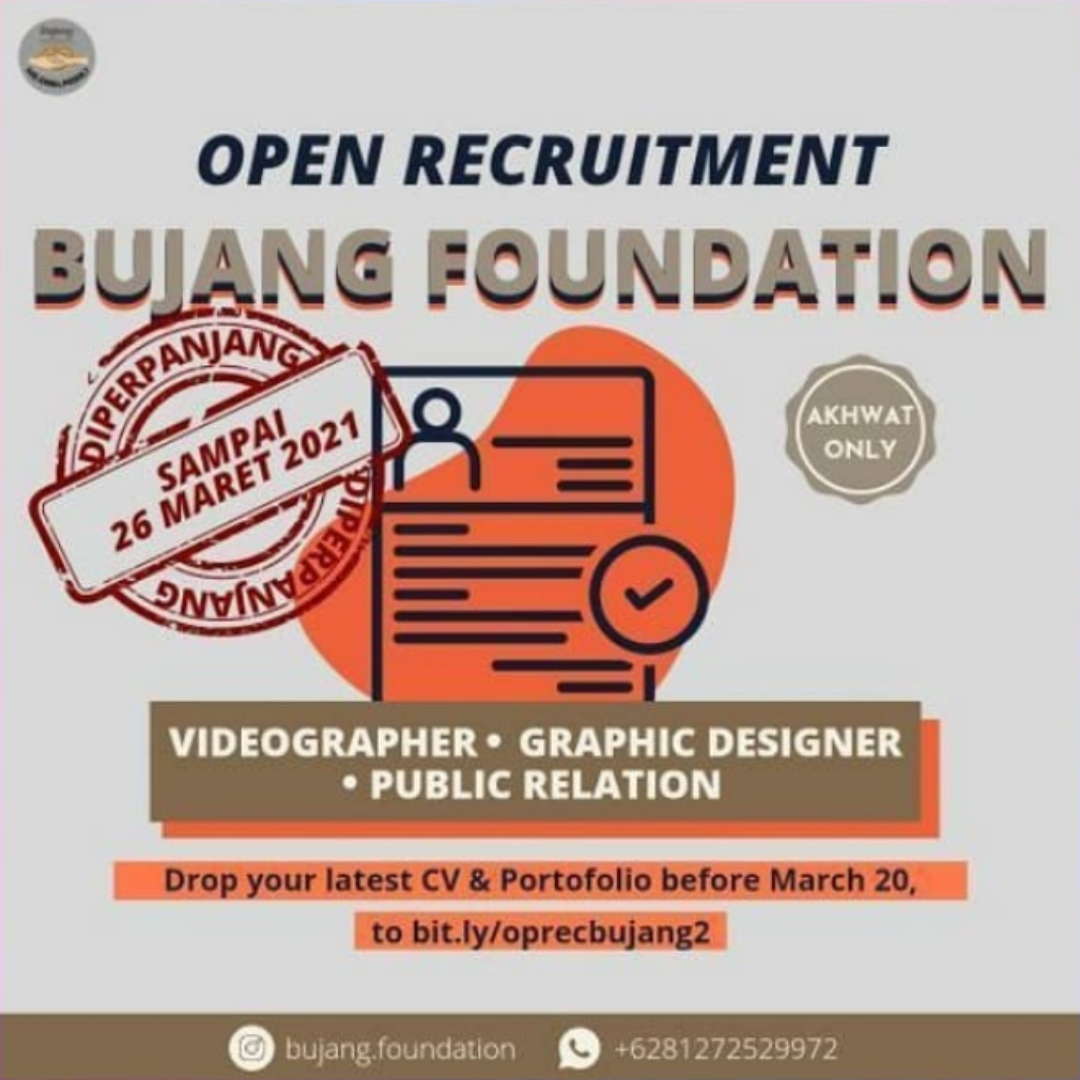 OPEN RECRUITMENT
BUJANG FOUNDATION
DIPERPANJANG
SAMPAI
26 MARET 2021
DIPERPANJANG
DIPERPANJANG
AKHWAT
ONLY
VIDEOGRAPHER • GRAPHIC DESIGNER
• PUBLIC RELATION
Drop your latest CV & Portofolio before March 20,
to bit.ly/oprecbujang2
bujang.foundation
+6281272529972